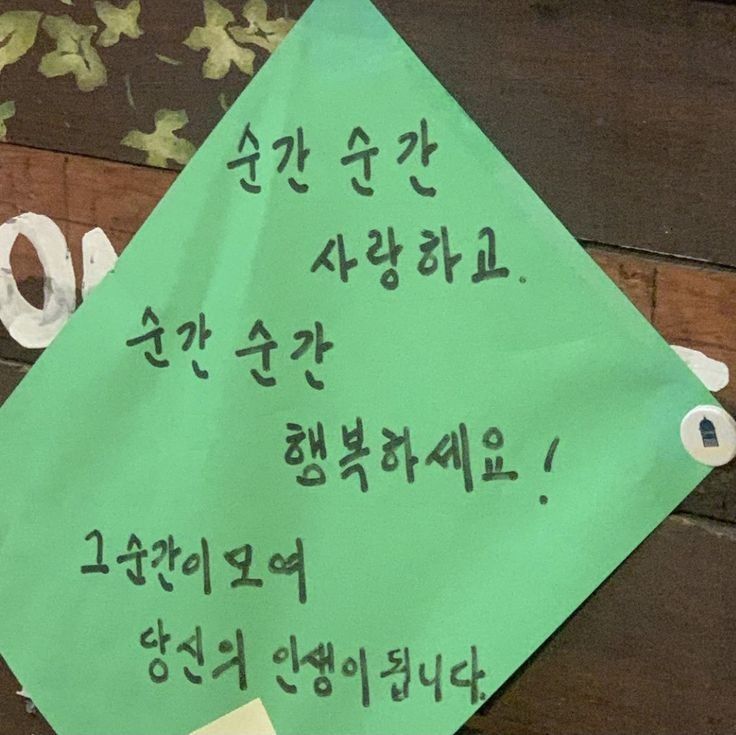 순간 순간
사랑하고.
순간 순간
행복하세요!
그 순간이 모여
당신의 인생이 됩니다.